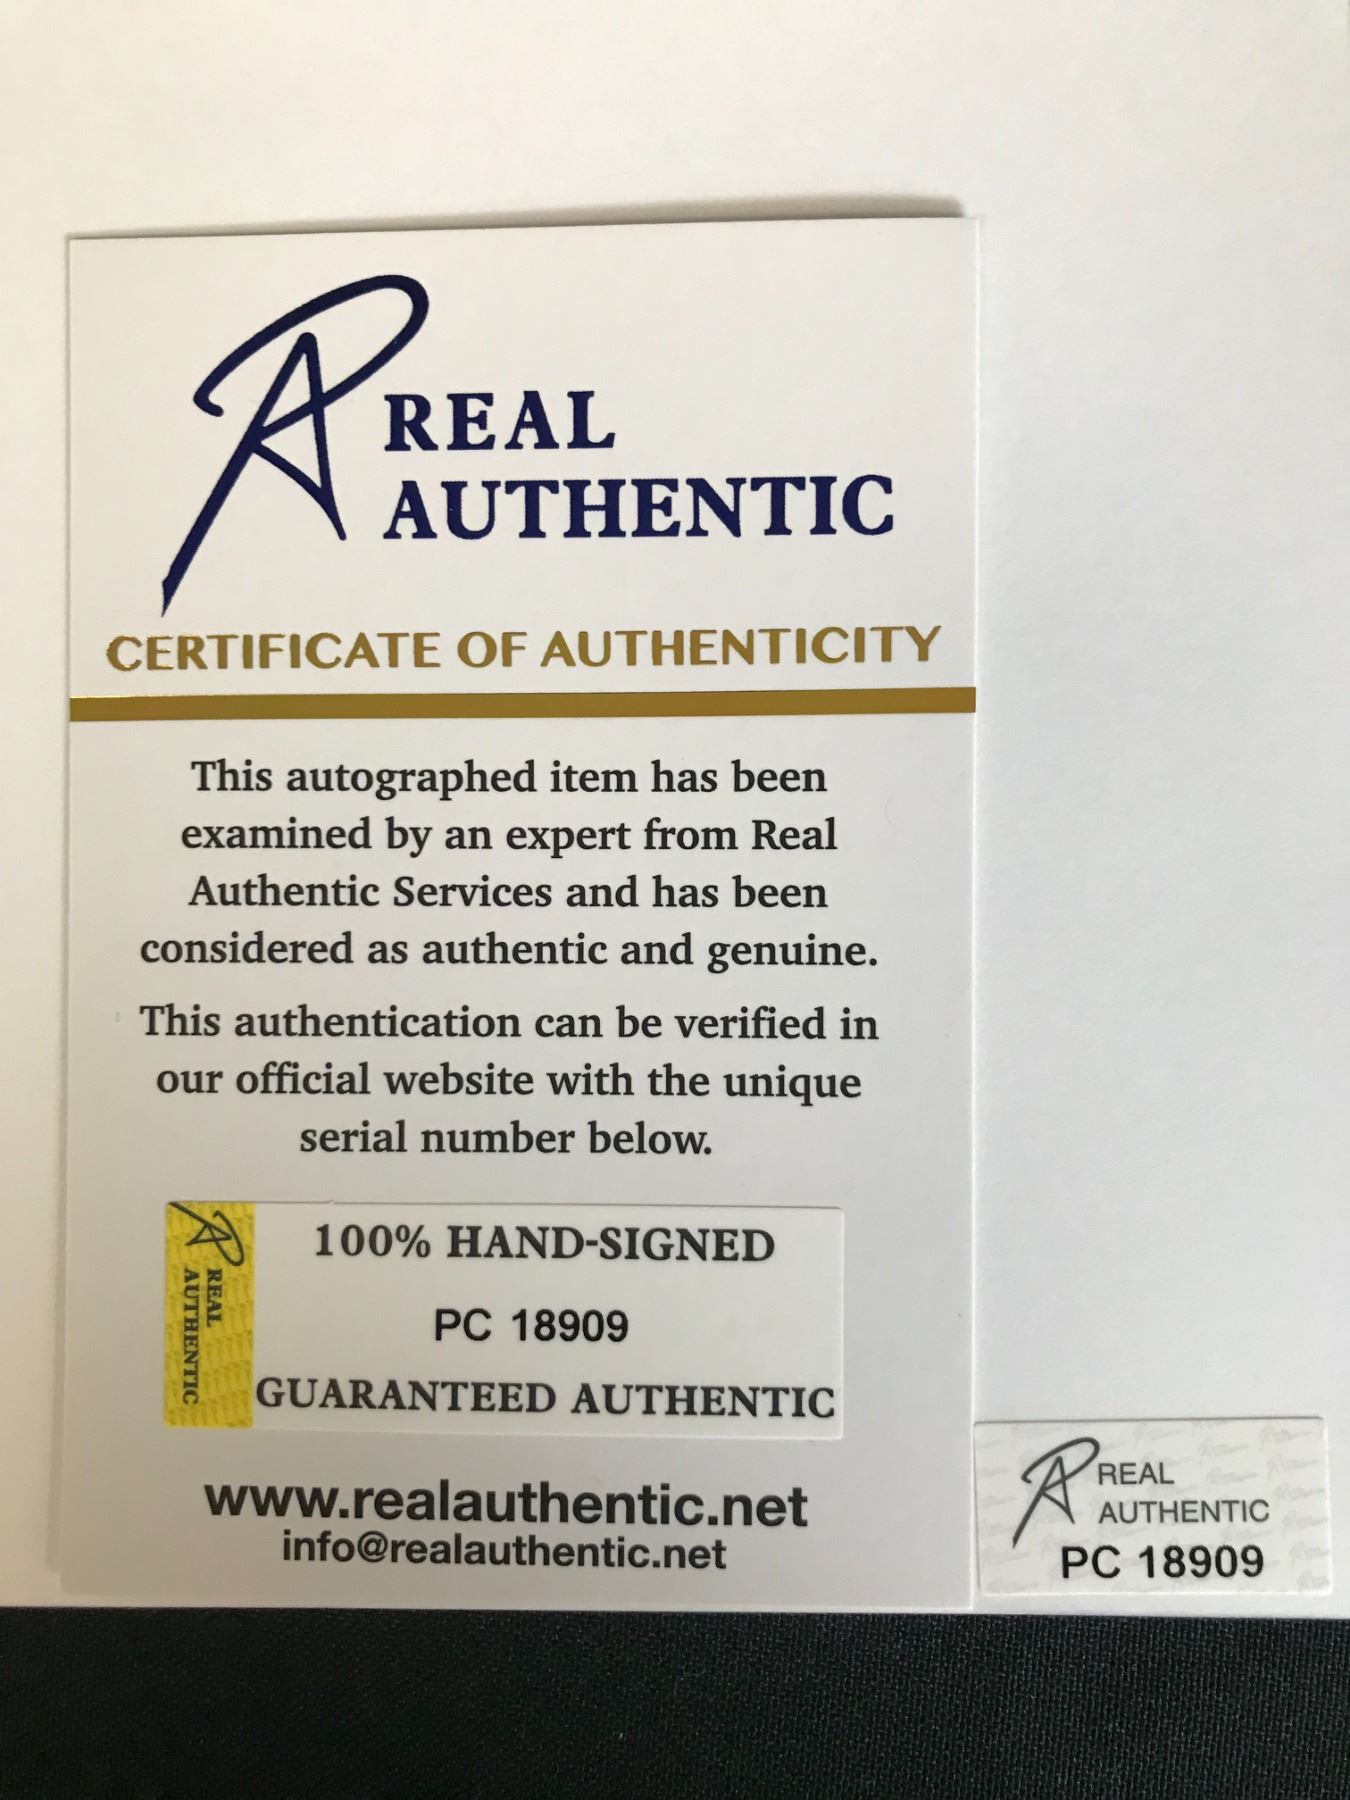 REAL
AUTHENTIC
CERTIFICATE OF AUTHENTICITY
This autographed item has been
examined by an expert from Real
Authentic Services and has been
considered as authentic and genuine.
This authentication can be verified in
our official website with the unique
serial number below.
REAL
AUTHENTIC
100% HAND-SIGNED
PC 18909
GUARANTEED AUTHENTIC
www.realauthentic.net
info@realauthentic.net
REAL
AUTHENTIC
PC 18909